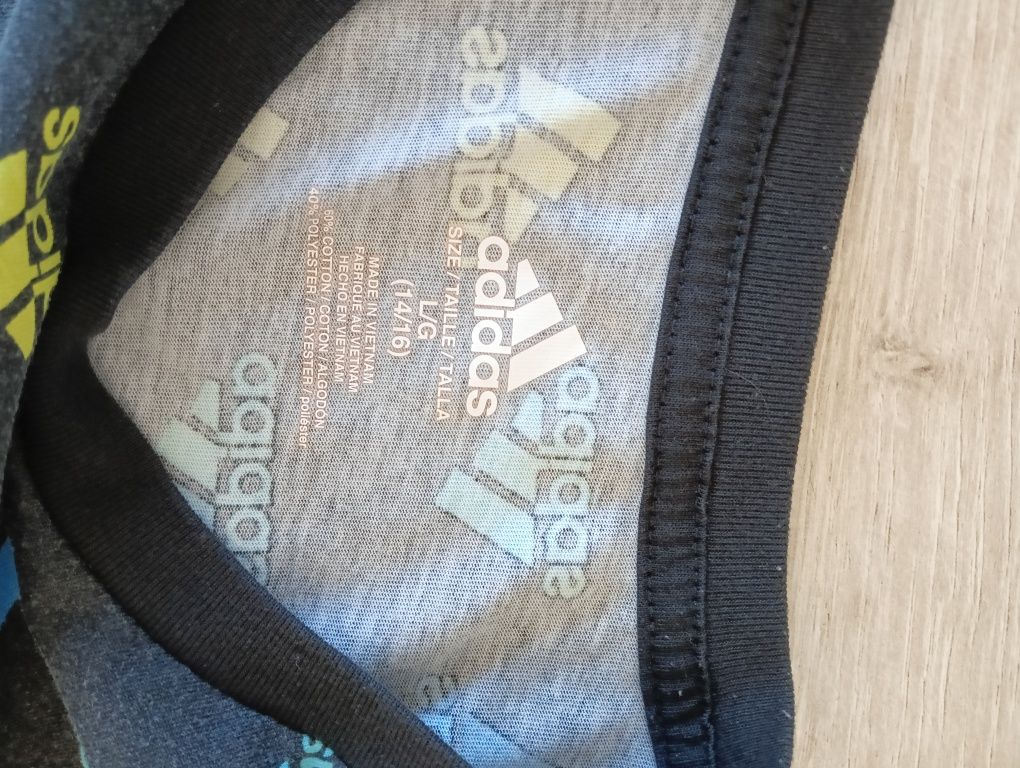 adidas
SIZE / TAILLE / TALLA
L/G
(14/16)
MADE IN VIETNAM
FABRIQUÉ AU VIETNAM
HECHO EN VIETNAM
60% COTTON / COTON / ALGODÓN
40% POLYESTER / POLYESTER / poliéster
adidas
adidas
adidas
adidas